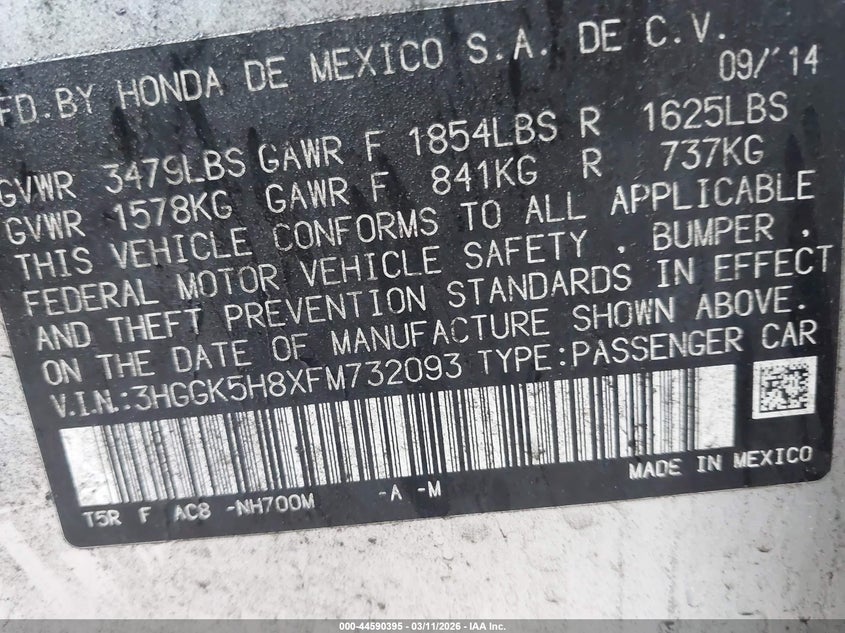 FD. BY HONDA DE MEXICO S.A. DE C.V.
09/'14
GVWR 3479LBS GAWR F 1854LBS R 1625LBS
GVWR 1578KG GAWR F 841KG R 737KG
THIS VEHICLE CONFORMS TO ALL APPLICABLE
FEDERAL MOTOR VEHICLE SAFETY , BUMPER ,
AND THEFT PREVENTION STANDARDS IN EFFECT
ON THE DATE OF MANUFACTURE SHOWN ABOVE.
V.I.N.:3HGGK5H8XFM732093 TYPE:PASSENGER CAR
T5R F AC8 -NH700M -A -M MADE IN MEXICO
000-44590395 - 03/11/2026 - IAA Inc.